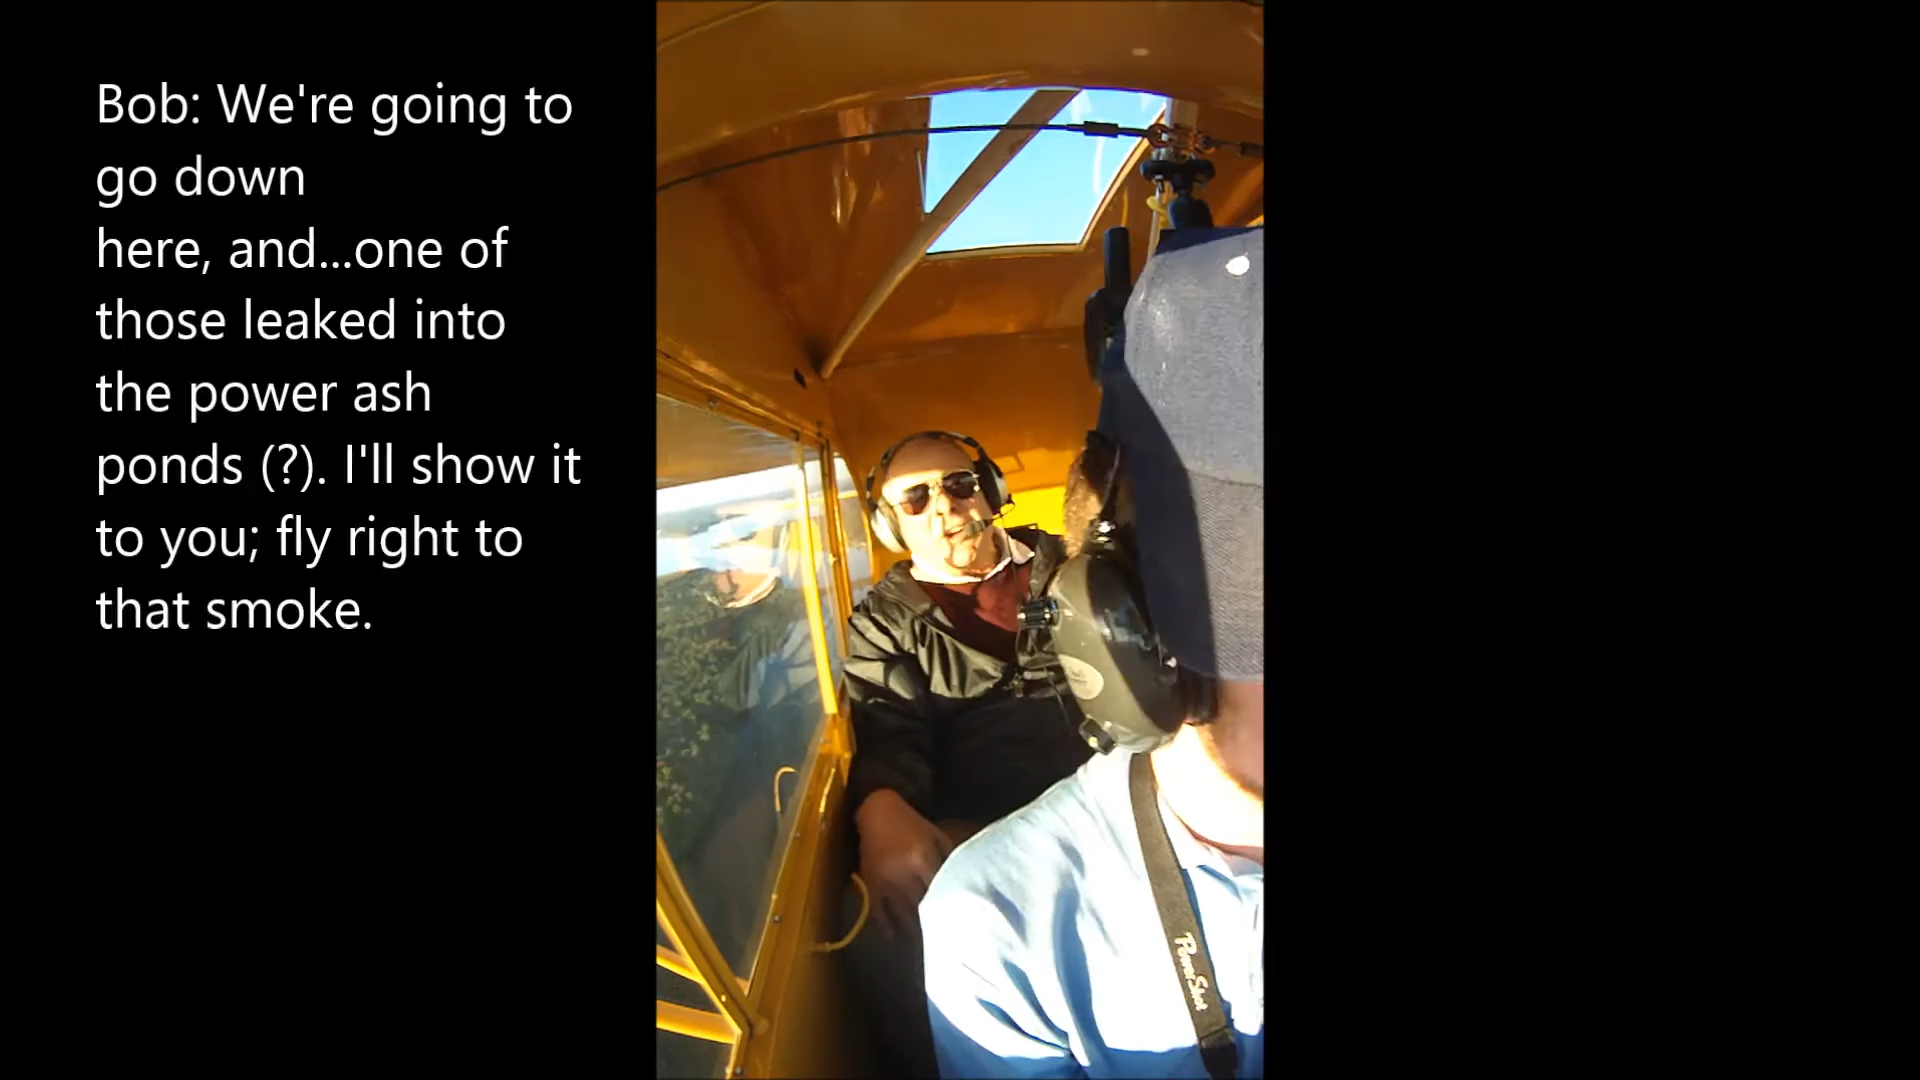 Bob: We're going to
go down
here, and...one of
those leaked into
the power ash
ponds (?). I'll show it
to you; fly right to
that smoke.
PowerShot